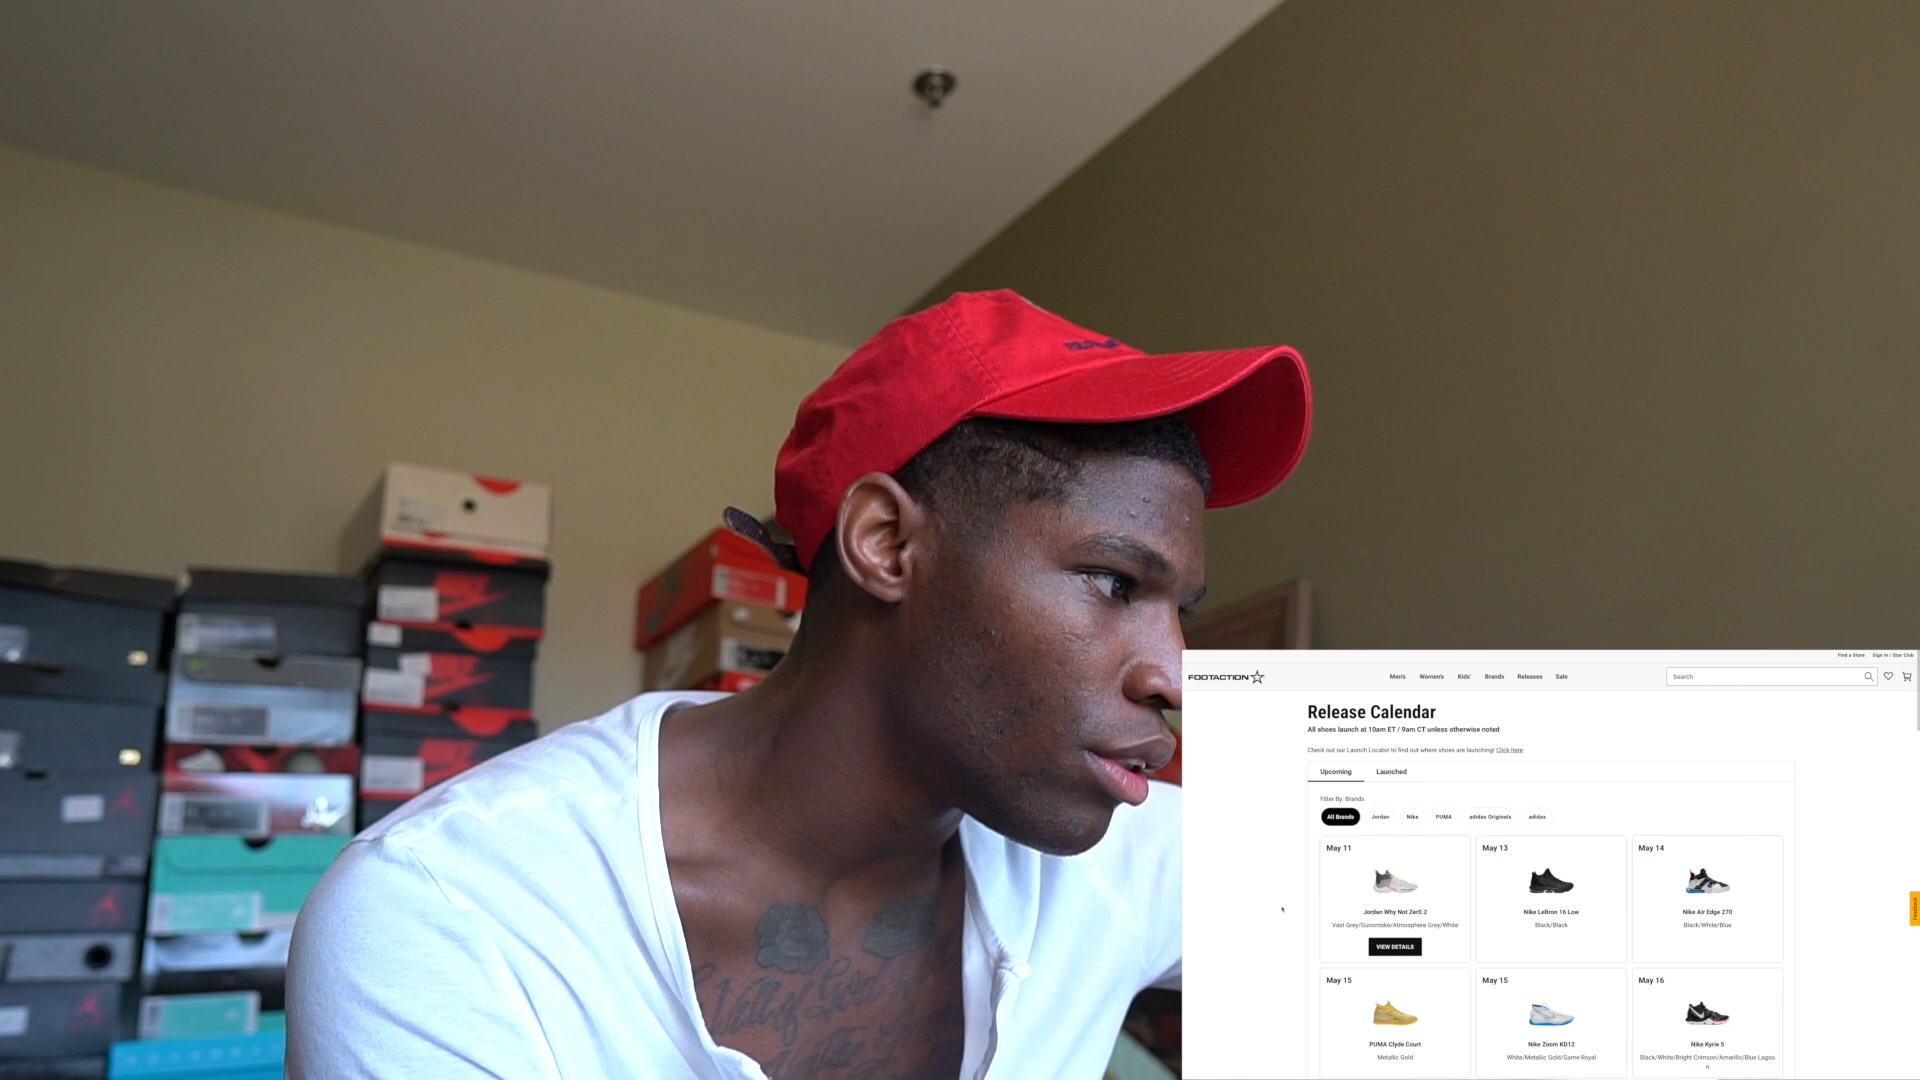 Find a Store Sign In / Star Club
FOOTACTION
Men's Women's Kids' Brands Releases Sale
Search
Release Calendar
All shoes launch at 10am ET / 9am CT unless otherwise noted
Check out our Launch Locator to find out where shoes are launching! Click here
Upcoming Launched
Filter By: Brands
All Brands Jordan Nike PUMA adidas Originals adidas
May 11
Jordan Why Not Zer0.2
Vast Grey/Gunsmoke/Atmosphere Grey/White
VIEW DETAILS
May 13
Nike LeBron 16 Low
Black/Black
May 14
Nike Air Edge 270
Black/White/Blue
May 15
PUMA Clyde Court
Metallic Gold
May 15
Nike Zoom KD12
White/Metallic Gold/Game Royal
May 16
Nike Kyrie 5
Black/White/Bright Crimson/Amarillo/Blue Lagoo
n
Feedback
NIKE
NIKE
NIKE